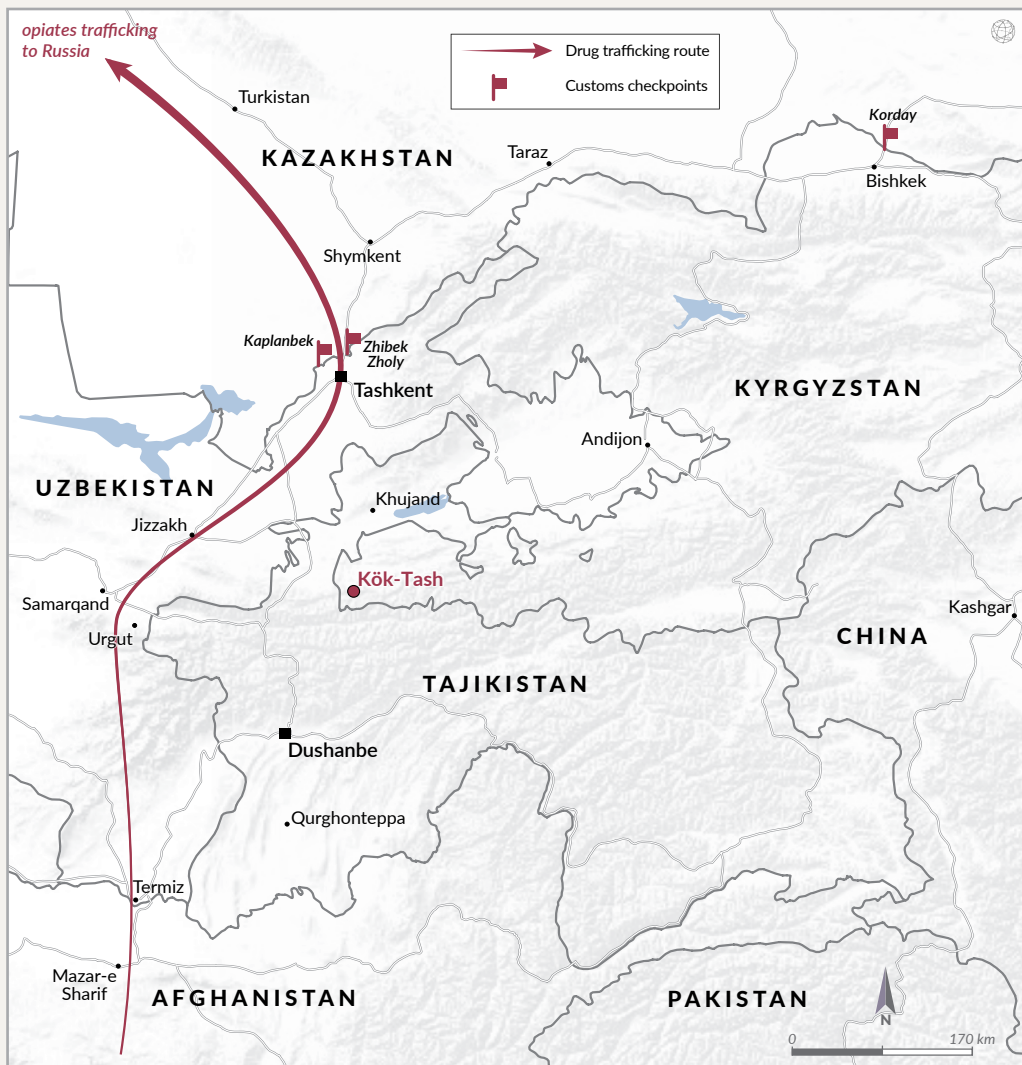 opiates trafficking
to Russia
Drug trafficking route
Customs checkpoints
Turkistan
Korday
KAZAKHSTAN
Taraz
Bishkek
Shymkent
Kaplanbek
Zhibek
Zholy
Tashkent
KYRGYZSTAN
Andijon
UZBEKISTAN
Khujand
Jizzakh
Kök-Tash
Samarqand
Kashgar
Urgut
CHINA
TAJIKISTAN
Dushanbe
Qurghonteppa
Termiz
Mazar-e
Sharif
AFGHANISTAN
PAKISTAN
N
0
170 km